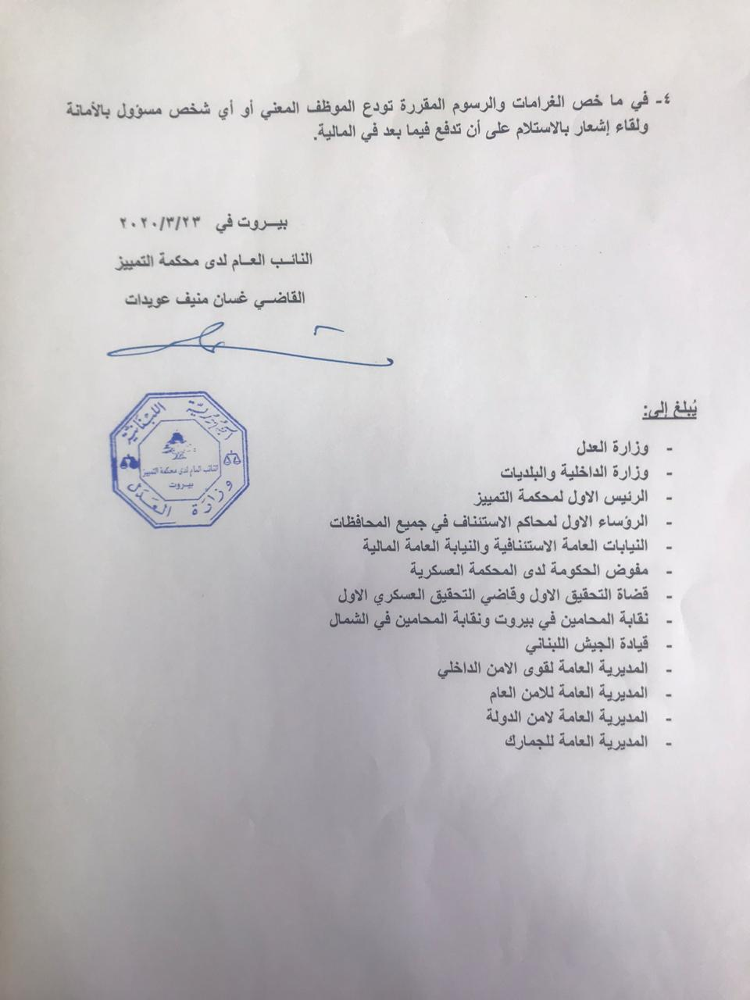 ٤- في ما خص الغرامات والرسوم المقررة تودع الموظف المعني أو أي شخص مسؤول بالأمانة
ولقاء إشعار بالاستلام على أن تدفع فيما بعد في المالية.
بيـــروت في ٢٠٢٠/٣/٢٣
النائــب العــام لدى محكمة التمييز
القاضــي غسان منيف عويدات
الجمهورية اللبنانية
النائب العام لدى محكمة التمييز
بيروت
وزارة العدل
يُبلغ إلى:
- وزارة العدل
- وزارة الداخلية والبلديات
- الرئيس الاول لمحكمة التمييز
- الرؤساء الاول لمحاكم الاستئناف في جميع المحافظات
- النيابات العامة الاستئنافية والنيابة العامة المالية
- مفوض الحكومة لدى المحكمة العسكرية
- قضاة التحقيق الاول وقاضي التحقيق العسكري الاول
- نقابة المحامين في بيروت ونقابة المحامين في الشمال
- قيادة الجيش اللبناني
- المديرية العامة لقوى الامن الداخلي
- المديرية العامة للامن العام
- المديرية العامة لامن الدولة
- المديرية العامة للجمارك